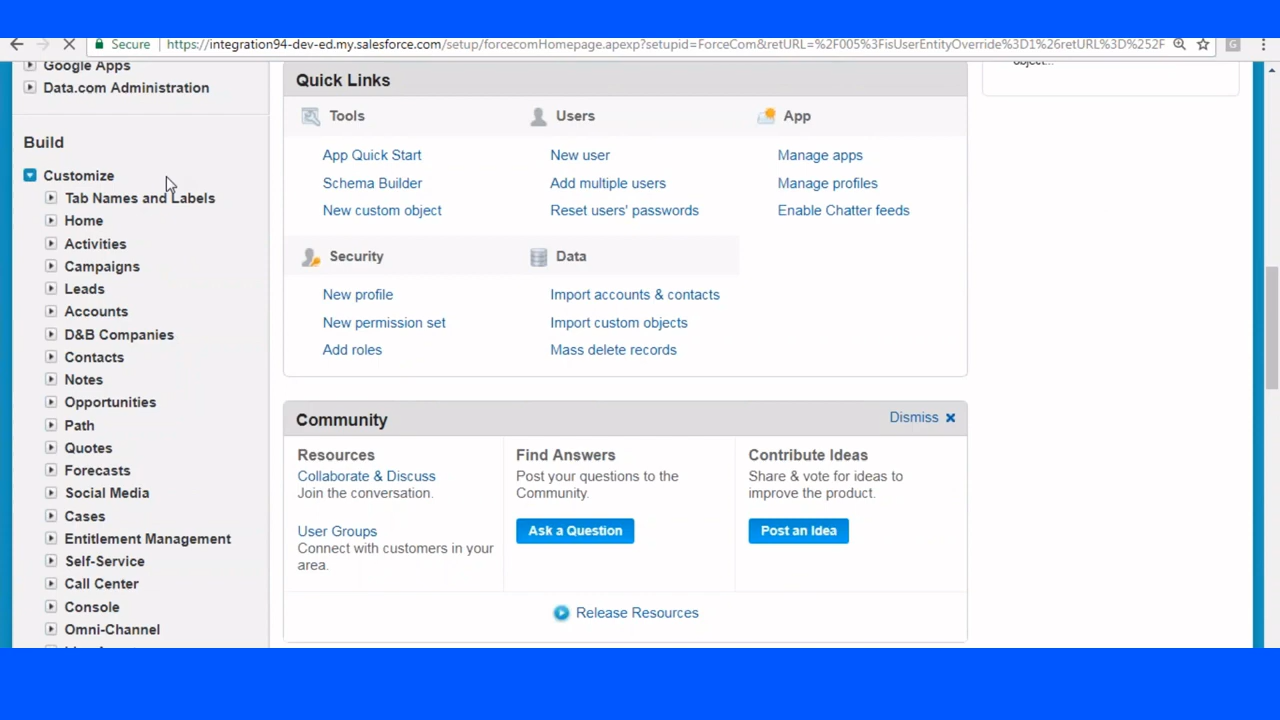 Secure
https://integration94-dev-ed.my.salesforce.com/setup/forcecomHomepage.apexp?setupid=ForceCom&retURL=%2F005%3FisUserEntityOverride%3D1%26retURL%3D%252F
Google Apps
Data.com Administration
Build
Customize
Tab Names and Labels
Home
Activities
Campaigns
Leads
Accounts
D&B Companies
Contacts
Notes
Opportunities
Path
Quotes
Forecasts
Social Media
Cases
Entitlement Management
Self-Service
Call Center
Console
Omni-Channel
Quick Links
Tools
App Quick Start
Schema Builder
New custom object
Users
New user
Add multiple users
Reset users' passwords
App
Manage apps
Manage profiles
Enable Chatter feeds
Security
New profile
New permission set
Add roles
Data
Import accounts & contacts
Import custom objects
Mass delete records
Community
Dismiss
Resources
Collaborate & Discuss
Join the conversation.
User Groups
Connect with customers in your
area.
Find Answers
Post your questions to the
Community.
Ask a Question
Contribute Ideas
Share & vote for ideas to
improve the product.
Post an Idea
Release Resources
object...